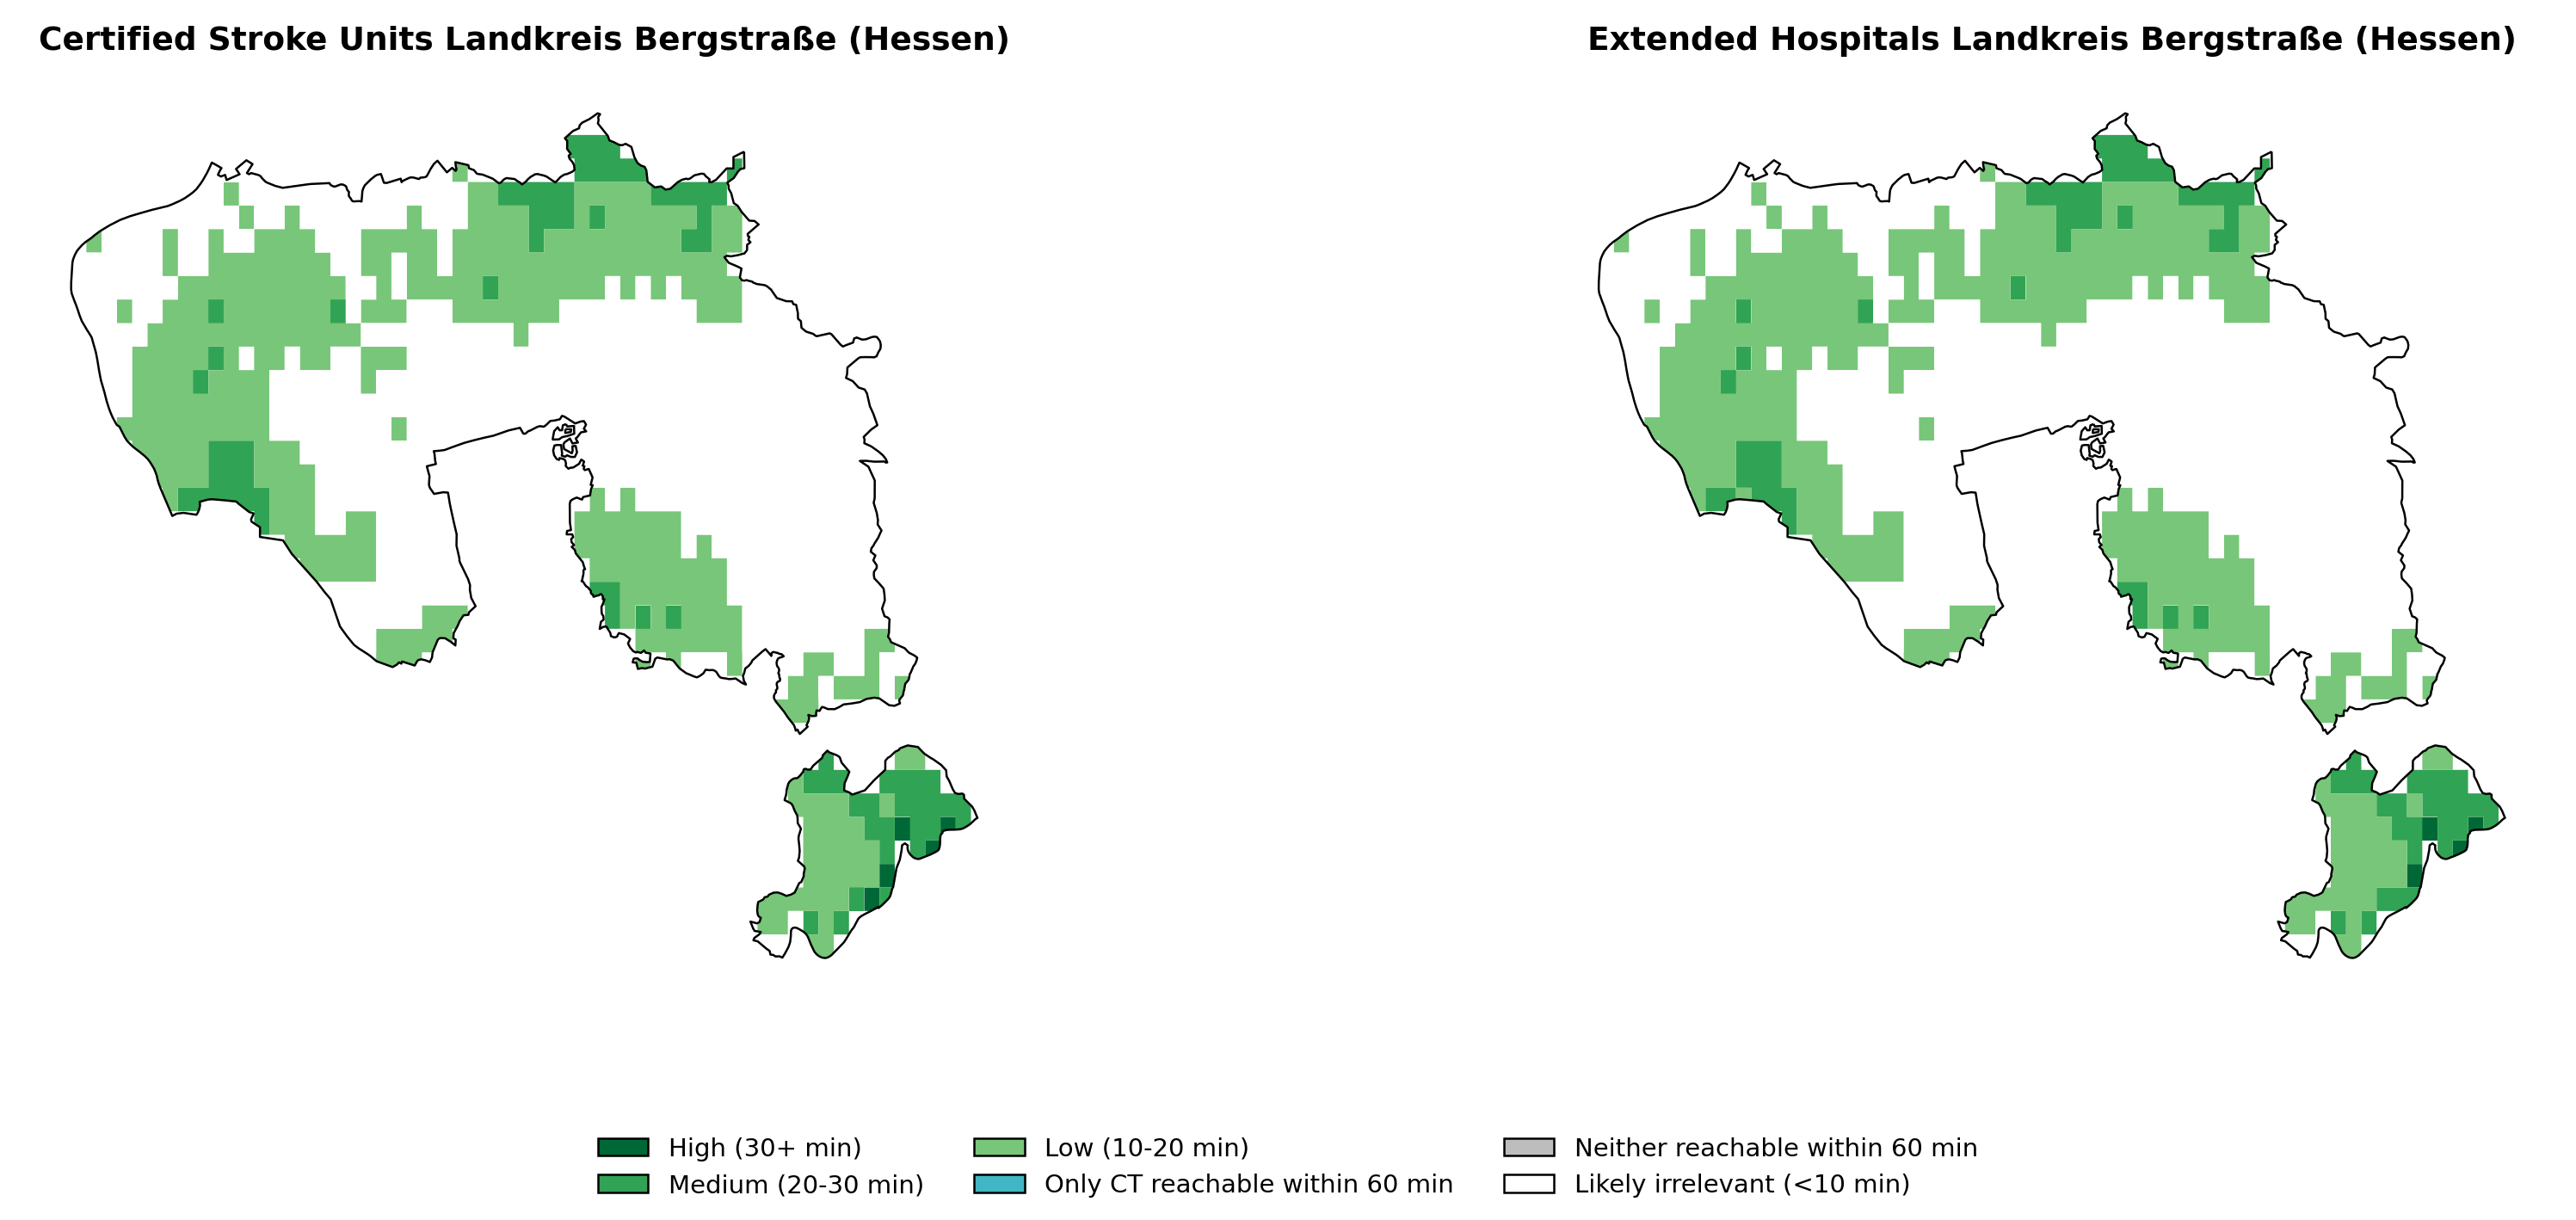 Certified Stroke Units Landkreis Bergstraße (Hessen)
Extended Hospitals Landkreis Bergstraße (Hessen)
High (30+ min)
Medium (20-30 min)
Low (10-20 min)
Only CT reachable within 60 min
Neither reachable within 60 min
Likely irrelevant (<10 min)